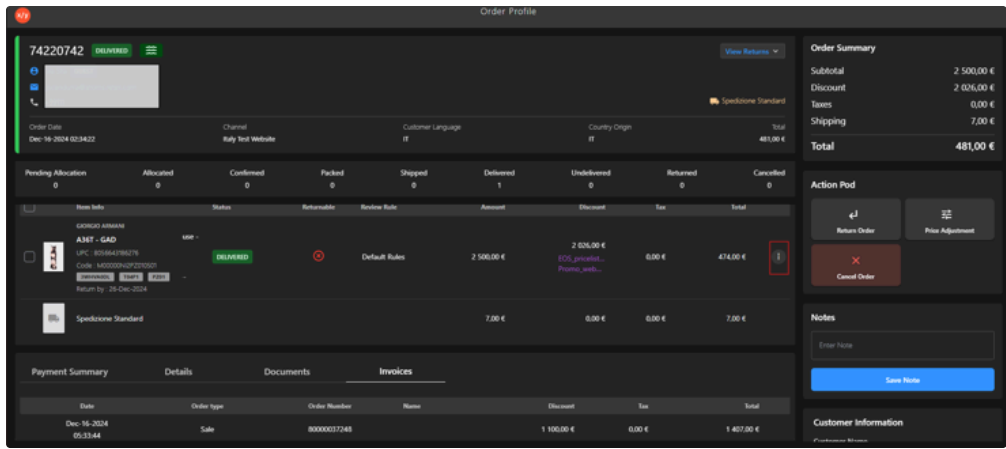 n/y
Order Profile
74220742 DELIVERED
View Returns
Spedizione Standard
Order Date Channel Customer Language Country Origin Total
Dec-16-2024 02:34:22 Italy Test Website IT IT 481,00 €
Pending Allocation Allocated Confirmed Packed Shipped Delivered Undelivered Returned Cancelled
0 0 0 0 0 1 0 0 0
Item Info Status Returnable Review Rule Amount Discount Tax Total
GIORGIO ARMANI
A36T - GAD use -
UPC : 8058643186276
DELIVERED Default Rules 2 500,00 € 2 026,00 € 0,00 € 474,00 €
EOS_pricelist...
Promo_web...
Return by : 26-Dec-2024
Spedizione Standard 7,00 € 0,00 € 0,00 € 7,00 €
Payment Summary Details Documents Invoices
Date Order type Order Number Name Discount Tax Total
Dec-16-2024
05:33:44 Sale 80000037248 1 100,00 € 0,00 € 1 407,00 €
Order Summary
Subtotal 2 500,00 €
Discount 2 026,00 €
Taxes 0,00 €
Shipping 7,00 €
Total 481,00 €
Action Pod
Return Order Price Adjustment
Cancel Order
Notes
Enter Note
Save Note
Customer Information
Customer Name